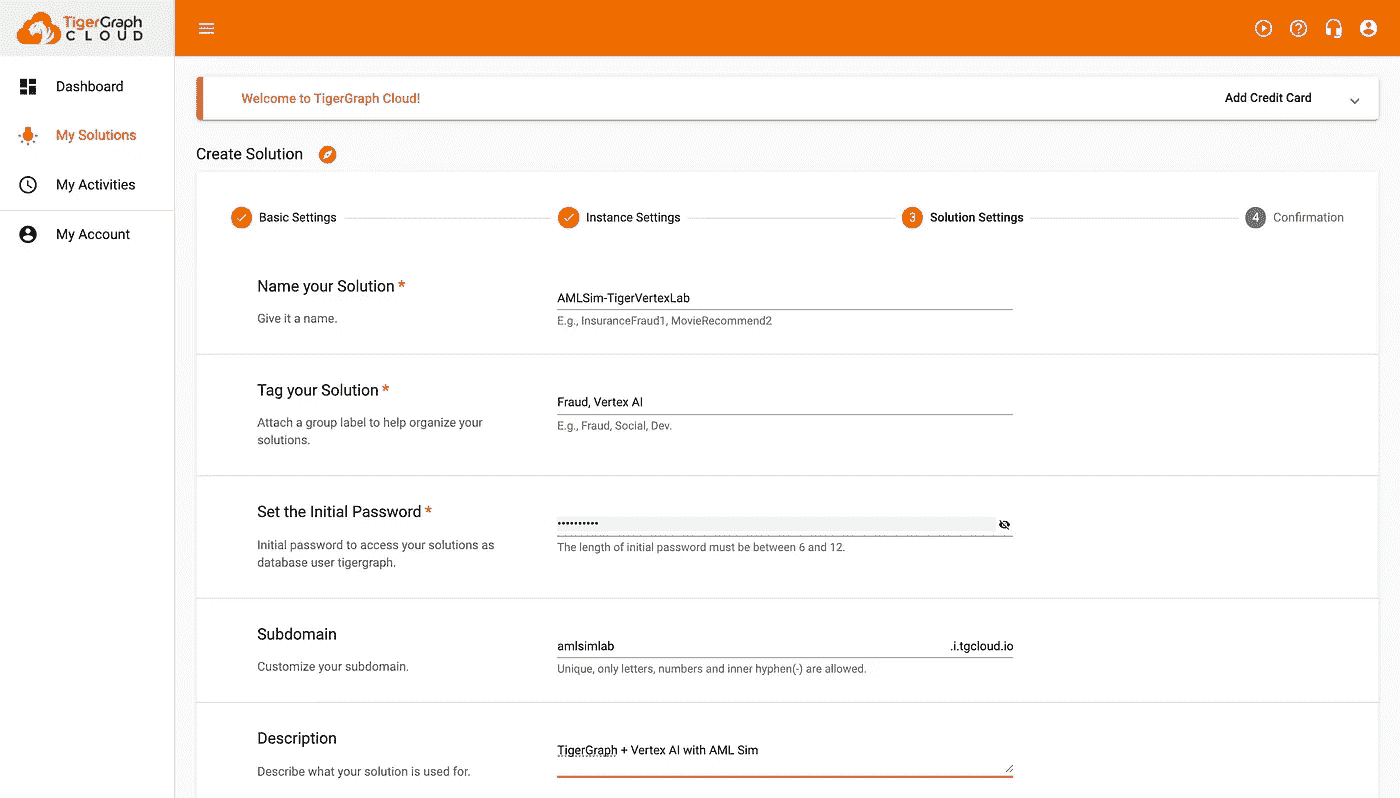 TigerGraph
CLOUD
Dashboard
My Solutions
My Activities
My Account
Welcome to TigerGraph Cloud!
Add Credit Card
Create Solution
Basic Settings
Instance Settings
3 Solution Settings
4 Confirmation
Name your Solution *
Give it a name.
AMLSim-TigerVertexLab
E.g., InsuranceFraud1, MovieRecommend2
Tag your Solution *
Attach a group label to help organize your
solutions.
Fraud, Vertex AI
E.g., Fraud, Social, Dev.
Set the Initial Password *
Initial password to access your solutions as
database user tigergraph.
••••••••••
The length of initial password must be between 6 and 12.
Subdomain
Customize your subdomain.
amlsimlab
.i.tgcloud.io
Unique, only letters, numbers and inner hyphen(-) are allowed.
Description
Describe what your solution is used for.
TigerGraph + Vertex AI with AML Sim